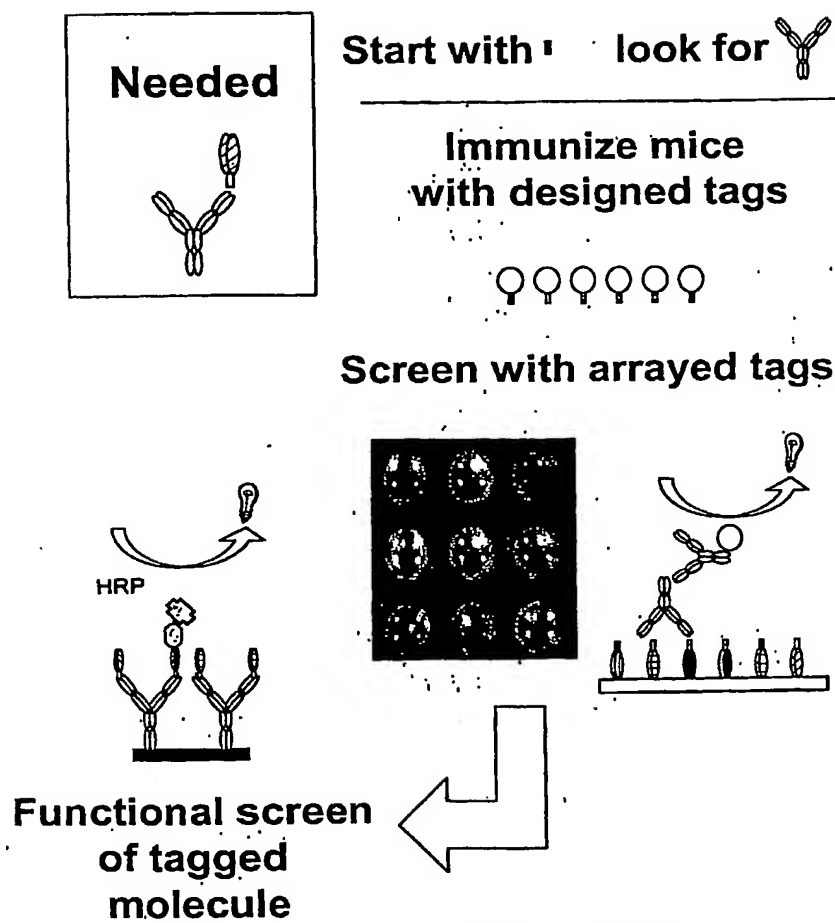 Needed
Start with look for
Immunize mice
with designed tags
Screen with arrayed tags
HRP
Functional screen
of tagged
molecule